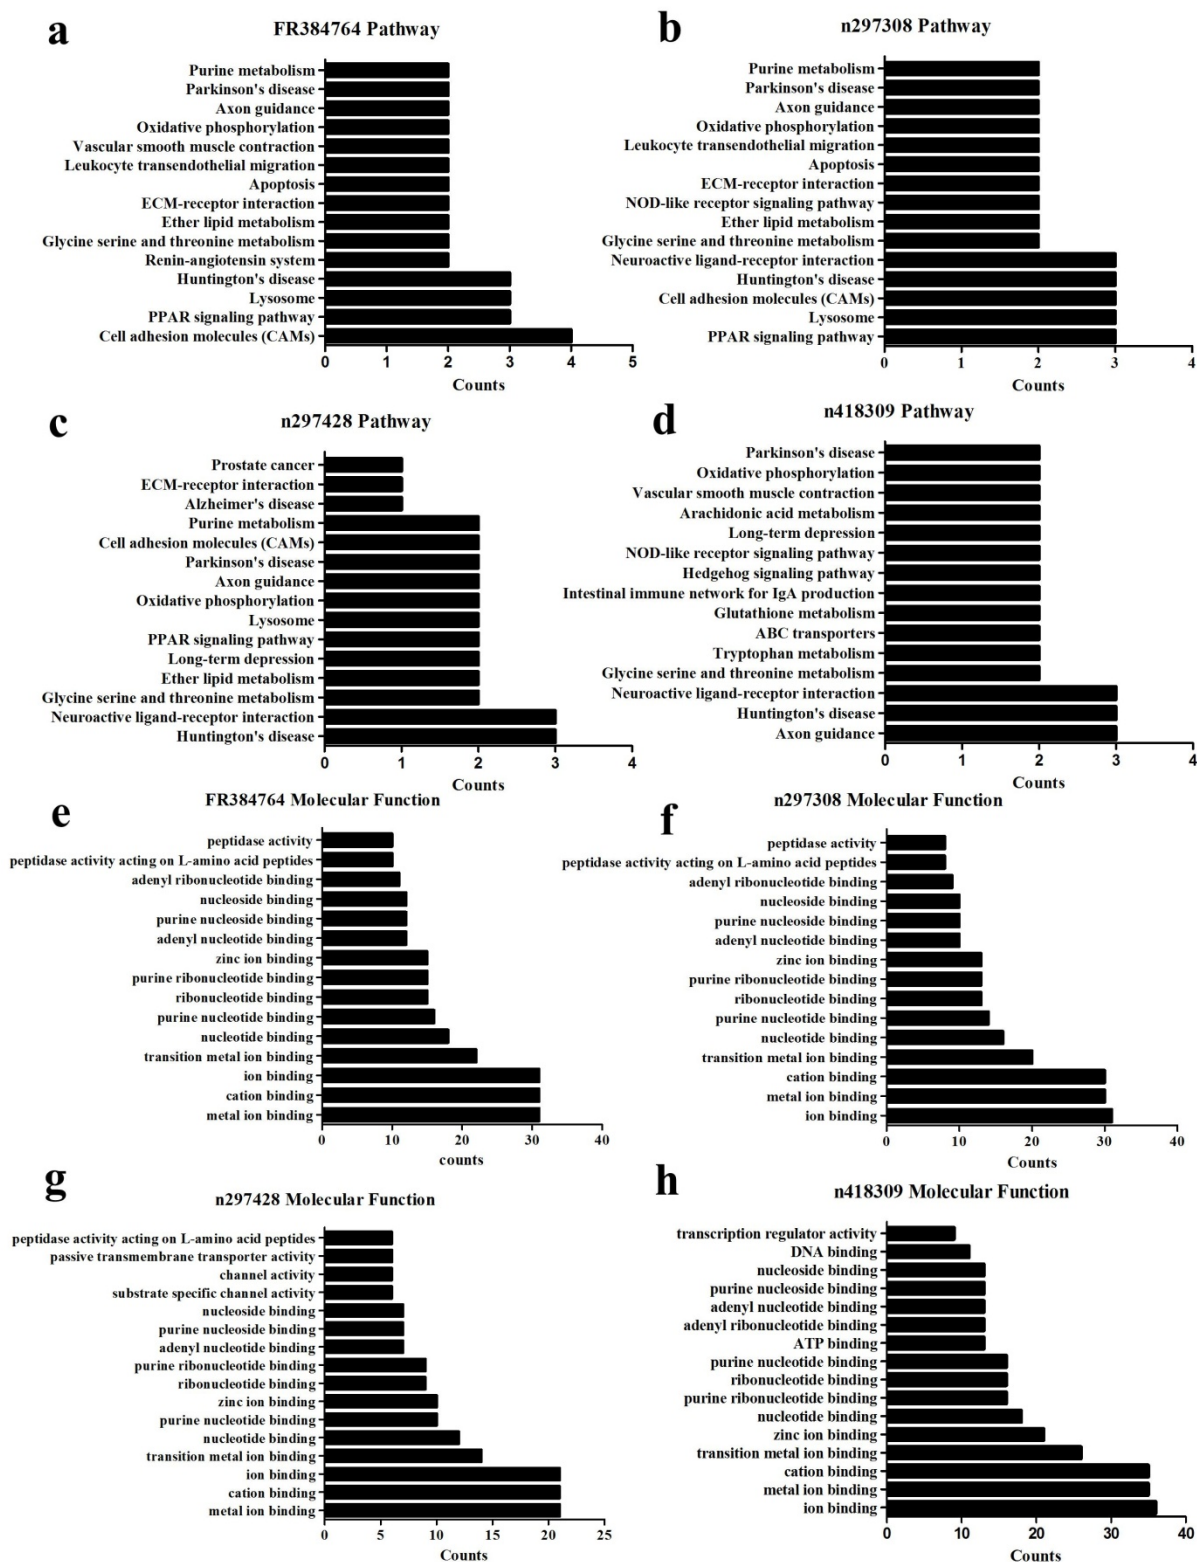 a
FR384764 Pathway
Purine metabolism
Parkinson's disease
Axon guidance
Oxidative phosphorylation
Vascular smooth muscle contraction
Leukocyte transendothelial migration
Apoptosis
ECM-receptor interaction
Ether lipid metabolism
Glycine serine and threonine metabolism
Renin-angiotensin system
Huntington's disease
Lysosome
PPAR signaling pathway
Cell adhesion molecules (CAMs)
0 1 2 3 4 5
Counts
b
n297308 Pathway
Purine metabolism
Parkinson's disease
Axon guidance
Oxidative phosphorylation
Leukocyte transendothelial migration
Apoptosis
ECM-receptor interaction
NOD-like receptor signaling pathway
Ether lipid metabolism
Glycine serine and threonine metabolism
Neuroactive ligand-receptor interaction
Huntington's disease
Cell adhesion molecules (CAMs)
Lysosome
PPAR signaling pathway
0 1 2 3 4
Counts
c
n297428 Pathway
Prostate cancer
ECM-receptor interaction
Alzheimer's disease
Purine metabolism
Cell adhesion molecules (CAMs)
Parkinson's disease
Axon guidance
Oxidative phosphorylation
Lysosome
PPAR signaling pathway
Long-term depression
Ether lipid metabolism
Glycine serine and threonine metabolism
Neuroactive ligand-receptor interaction
Huntington's disease
0 1 2 3 4
Counts
d
n418309 Pathway
Parkinson's disease
Oxidative phosphorylation
Vascular smooth muscle contraction
Arachidonic acid metabolism
Long-term depression
NOD-like receptor signaling pathway
Hedgehog signaling pathway
Intestinal immune network for IgA production
Glutathione metabolism
ABC transporters
Tryptophan metabolism
Glycine serine and threonine metabolism
Neuroactive ligand-receptor interaction
Huntington's disease
Axon guidance
0 1 2 3 4
Counts
e
FR384764 Molecular Function
peptidase activity
peptidase activity acting on L-amino acid peptides
adenyl ribonucleotide binding
nucleoside binding
purine nucleoside binding
adenyl nucleotide binding
zinc ion binding
purine ribonucleotide binding
ribonucleotide binding
purine nucleotide binding
nucleotide binding
transition metal ion binding
ion binding
cation binding
metal ion binding
0 10 20 30 40
counts
f
n297308 Molecular Function
peptidase activity
peptidase activity acting on L-amino acid peptides
adenyl ribonucleotide binding
nucleoside binding
purine nucleoside binding
adenyl nucleotide binding
zinc ion binding
purine ribonucleotide binding
ribonucleotide binding
purine nucleotide binding
nucleotide binding
transition metal ion binding
cation binding
metal ion binding
ion binding
0 10 20 30 40
Counts
g
n297428 Molecular Function
peptidase activity acting on L-amino acid peptides
passive transmembrane transporter activity
channel activity
substrate specific channel activity
nucleoside binding
purine nucleoside binding
adenyl nucleotide binding
purine ribonucleotide binding
ribonucleotide binding
zinc ion binding
purine nucleotide binding
nucleotide binding
transition metal ion binding
ion binding
cation binding
metal ion binding
0 5 10 15 20 25
Counts
h
n418309 Molecular Function
transcription regulator activity
DNA binding
nucleoside binding
purine nucleoside binding
adenyl nucleotide binding
adenyl ribonucleotide binding
ATP binding
purine nucleotide binding
ribonucleotide binding
purine ribonucleotide binding
nucleotide binding
zinc ion binding
transition metal ion binding
cation binding
metal ion binding
ion binding
0 10 20 30 40
Counts